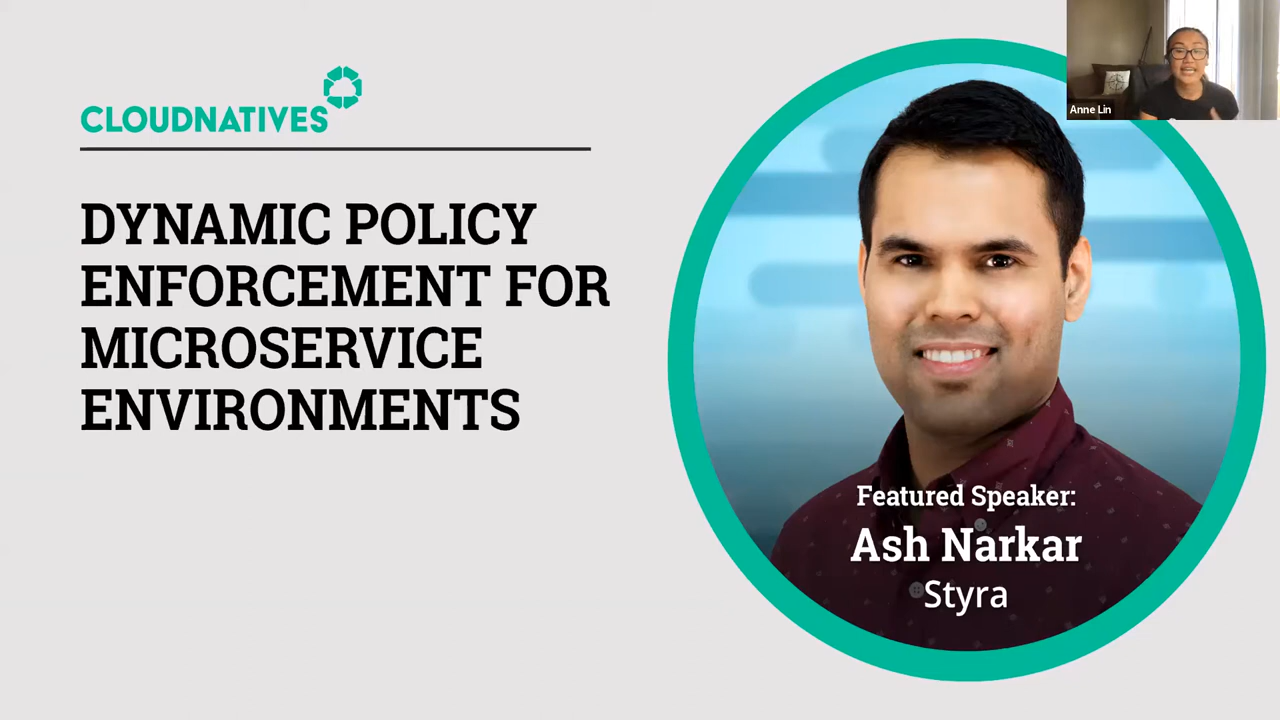 CLOUDNATIVES
DYNAMIC POLICY
ENFORCEMENT FOR
MICROSERVICE
ENVIRONMENTS
Featured Speaker:
Ash Narkar
Styra
Anne Lin